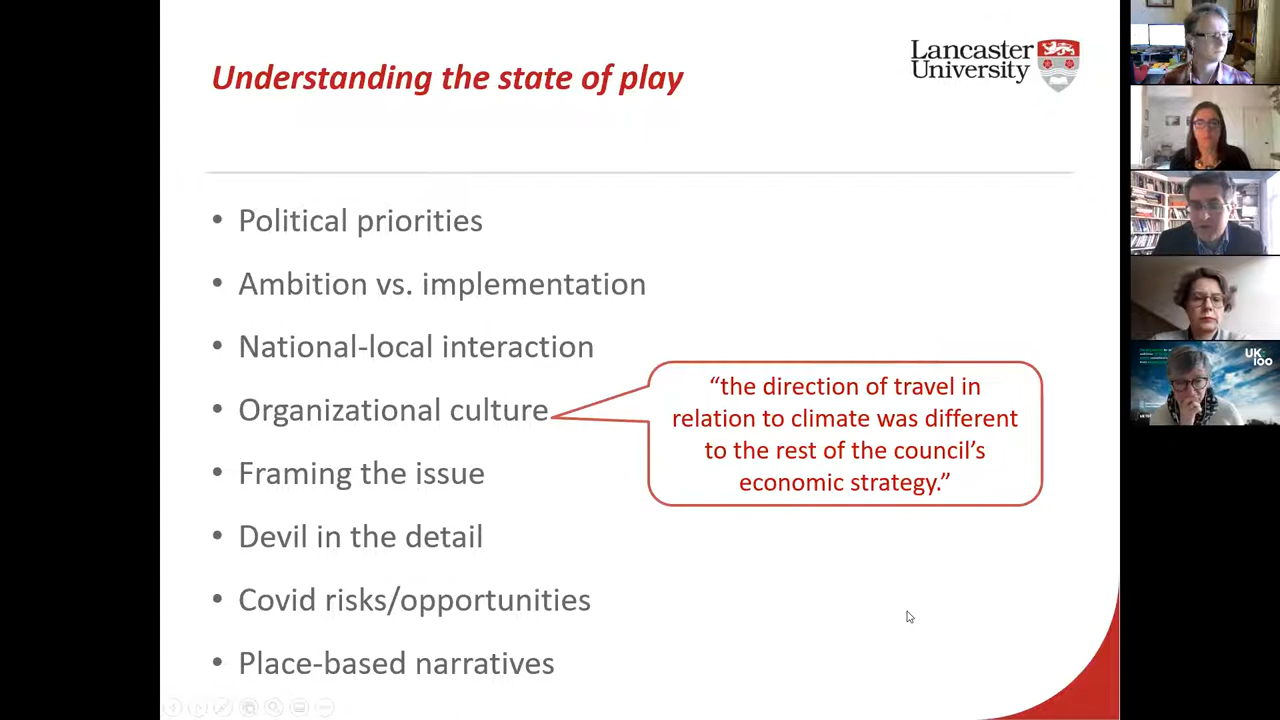 Understanding the state of play
Lancaster
University
• Political priorities
• Ambition vs. implementation
• National-local interaction
• Organizational culture
• Framing the issue
• Devil in the detail
• Covid risks/opportunities
• Place-based narratives
“the direction of travel in
relation to climate was different
to the rest of the council’s
economic strategy.”
UK
100